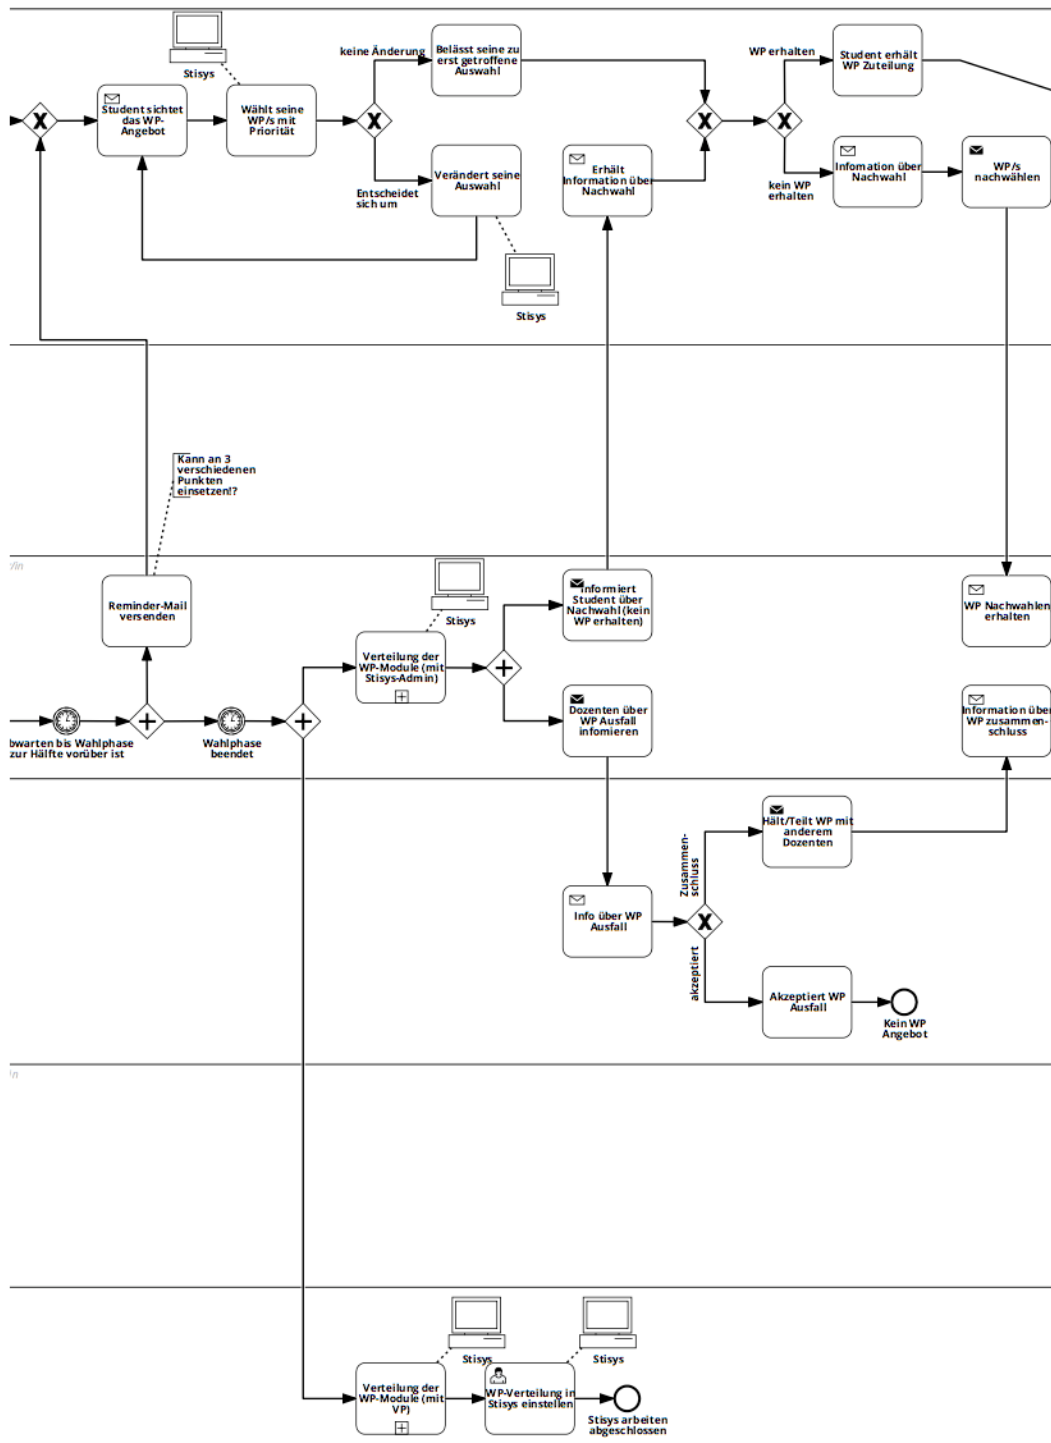 Stisys
keine Änderung
Belässt seine zu
erst getroffene
Auswahl
WP erhalten
Student erhält
WP Zuteilung
Student sichtet
das WP-
Angebot
Wählt seine
WP/s mit
Priorität
Entscheidet
sich um
Verändert seine
Auswahl
Erhält
Information über
Nachwahl
kein WP
erhalten
Infomation über
Nachwahl
WP/s
nachwählen
Stisys
Kann an 3
verschiedenen
Punkten
einsetzen!?
/in
Reminder-Mail
versenden
Stisys
Informiert
Student über
Nachwahl (kein
WP erhalten)
WP Nachwahlen
erhalten
Verteilung der
WP-Module (mit
Stisys-Admin)
Dozenten über
WP Ausfall
infomieren
Information über
WP zusammen-
schluss
bwarten bis Wahlphase
zur Hälfte vorüber ist
Wahlphase
beendet
Zusammen-
schluss
Hält/Teilt WP mit
anderem
Dozenten
Info über WP
Ausfall
akzeptiert
Akzeptiert WP
Ausfall
Kein WP
Angebot
Stisys
Stisys
Verteilung der
WP-Module (mit
VP)
WP-Verteilung in
Stisys einstellen
Stisys arbeiten
abgeschlossen